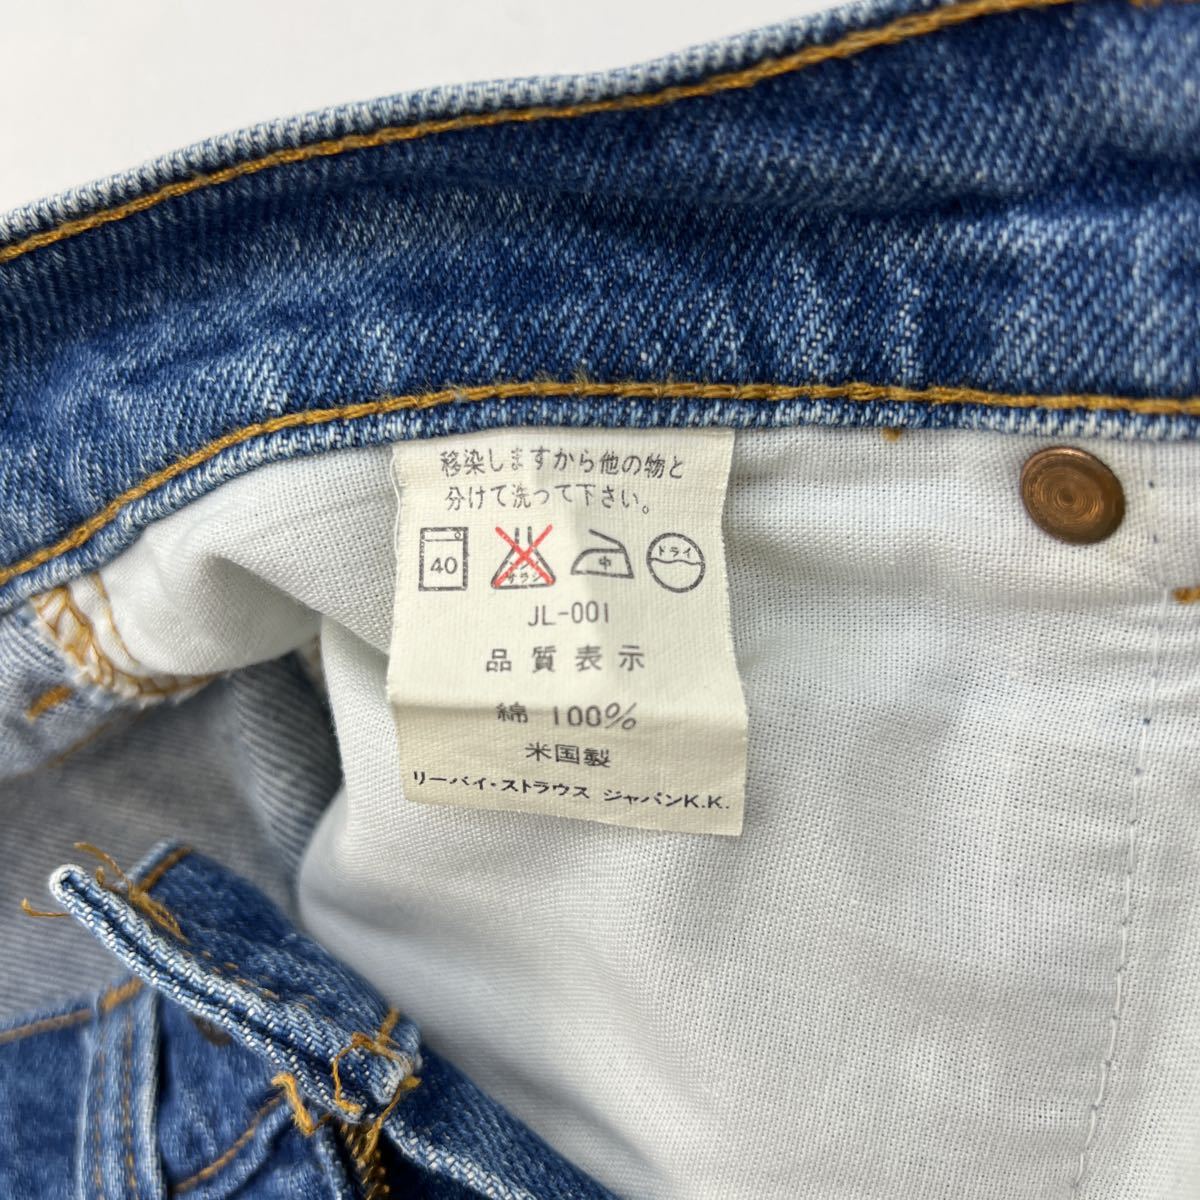 移染しますから他の物と
分けて洗って下さい。
40 エンソサラシ 中 ドライ
JL-001
品質表示
綿 100%
米国製
リーバイ・ストラウス ジャパンK.K.